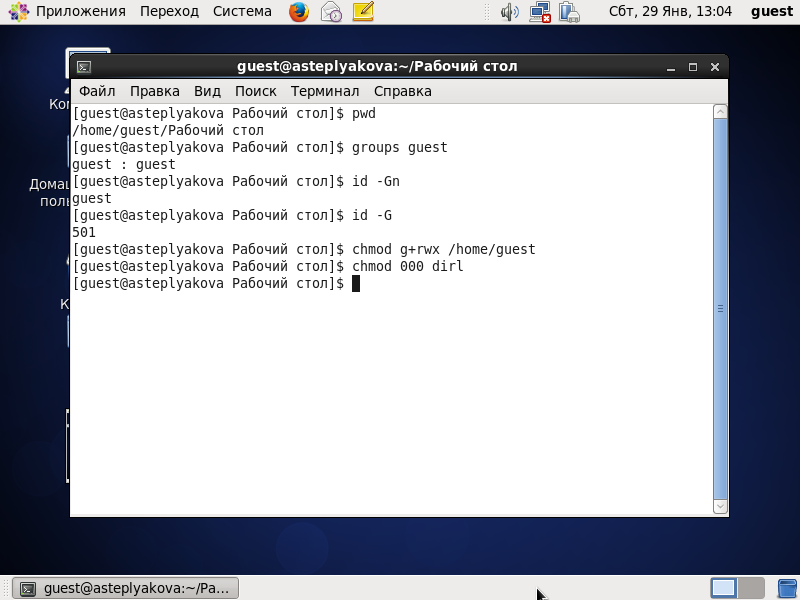 Приложения Переход Система Сбт, 29 Янв, 13:04 guest
guest@asteplyakova:~/Рабочий стол
Файл Правка Вид Поиск Терминал Справка
[guest@asteplyakova Рабочий стол]$ pwd
/home/guest/Рабочий стол
[guest@asteplyakova Рабочий стол]$ groups guest
guest : guest
[guest@asteplyakova Рабочий стол]$ id -Gn
guest
[guest@asteplyakova Рабочий стол]$ id -G
501
[guest@asteplyakova Рабочий стол]$ chmod g+rwx /home/guest
[guest@asteplyakova Рабочий стол]$ chmod 000 dirl
[guest@asteplyakova Рабочий стол]$
guest@asteplyakova:~/Ра...